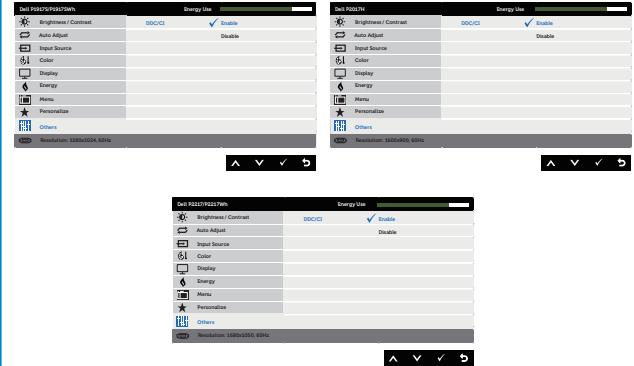 Dell P1917S/P1917SWh Energy Use
Brightness / Contrast DDC/CI Enable
Auto Adjust Disable
Input Source
Color
Display
Energy
Menu
Personalize
Others
Resolution: 1280x1024, 60Hz
Dell P2017H Energy Use
Brightness / Contrast DDC/CI Enable
Auto Adjust Disable
Input Source
Color
Display
Energy
Menu
Personalize
Others
Resolution: 1600x900, 60Hz
Dell P2217/P2217Wh Energy Use
Brightness / Contrast DDC/CI Enable
Auto Adjust Disable
Input Source
Color
Display
Energy
Menu
Personalize
Others
Resolution: 1680x1050, 60Hz